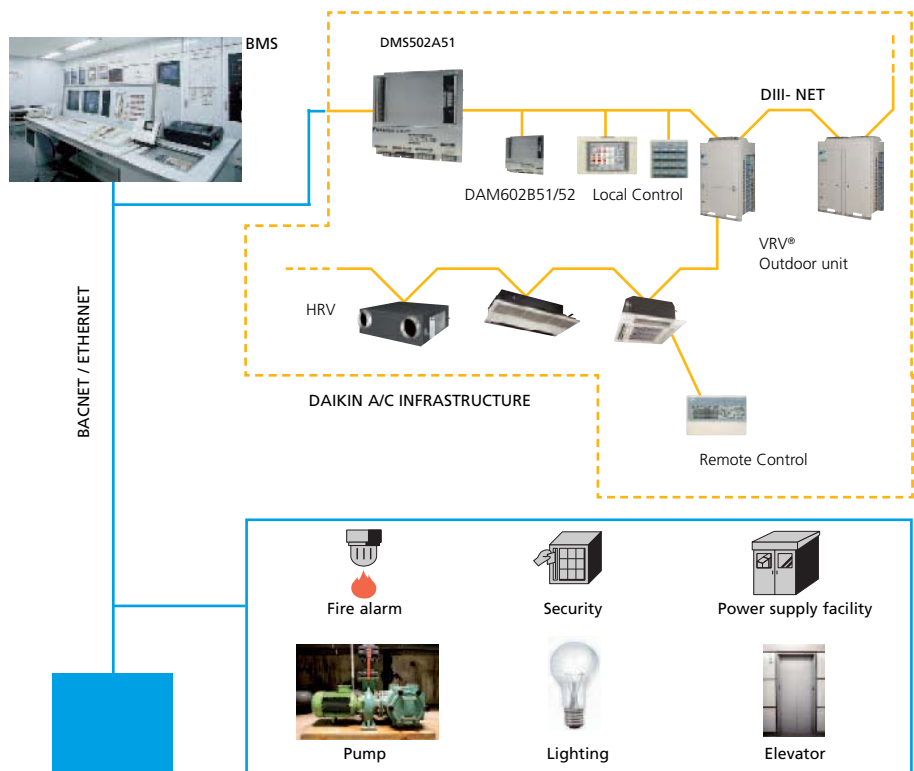 BMS
DMS502A51
DIII- NET
DAM602B51/52
Local Control
VRV®
Outdoor unit
HRV
BACNET / ETHERNET
DAIKIN A/C INFRASTRUCTURE
Remote Control
Fire alarm
Security
Power supply facility
Pump
Lighting
Elevator